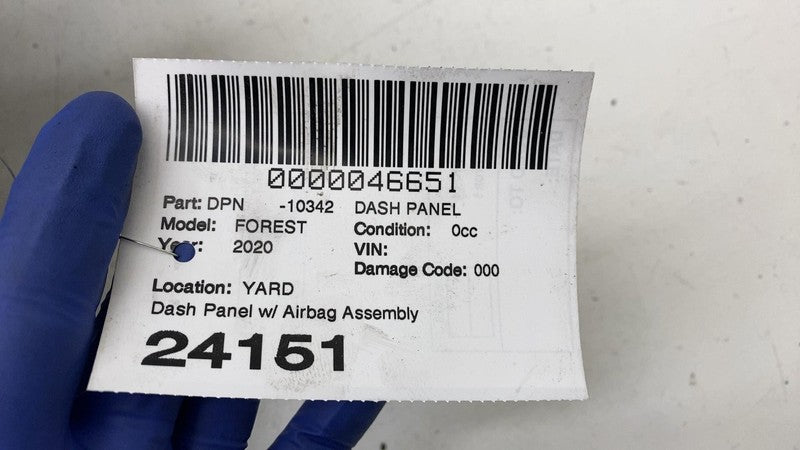 0000046651
Part: DPN -10342 DASH PANEL
Model: FOREST Condition: 0cc
Year: 2020 VIN:
Damage Code: 000
Location: YARD
Dash Panel w/ Airbag Assembly
24151